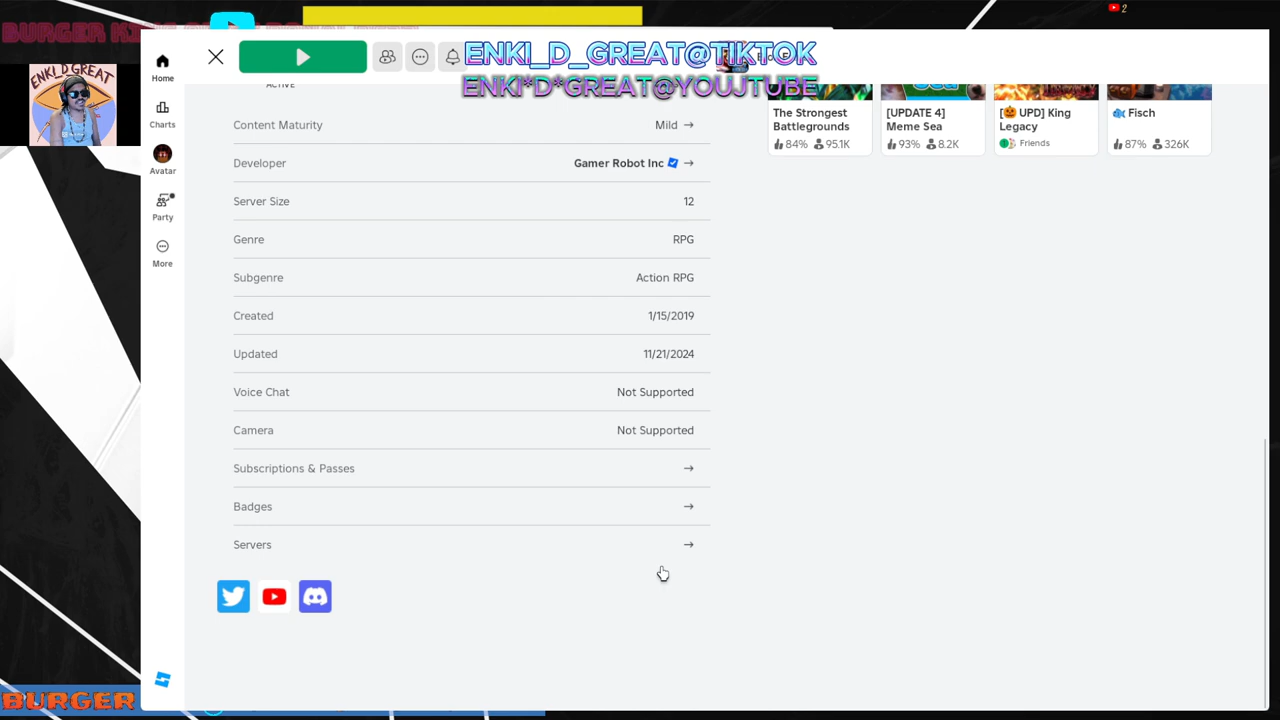 2
ENKI_D_GREAT@TIKTOK
ENKI*D*GREAT@YOUJTUBE
ENKI D GREAT
Home
Charts
Avatar
Party
More
ACTIVE
Content Maturity Mild →
Developer Gamer Robot Inc →
Server Size 12
Genre RPG
Subgenre Action RPG
Created 1/15/2019
Updated 11/21/2024
Voice Chat Not Supported
Camera Not Supported
Subscriptions & Passes →
Badges →
Servers →
The Strongest Battlegrounds
84% 95.1K
[UPDATE 4] Meme Sea
93% 8.2K
[🎃 UPD] King Legacy
Friends
🐟 Fisch
87% 326K
BURGER